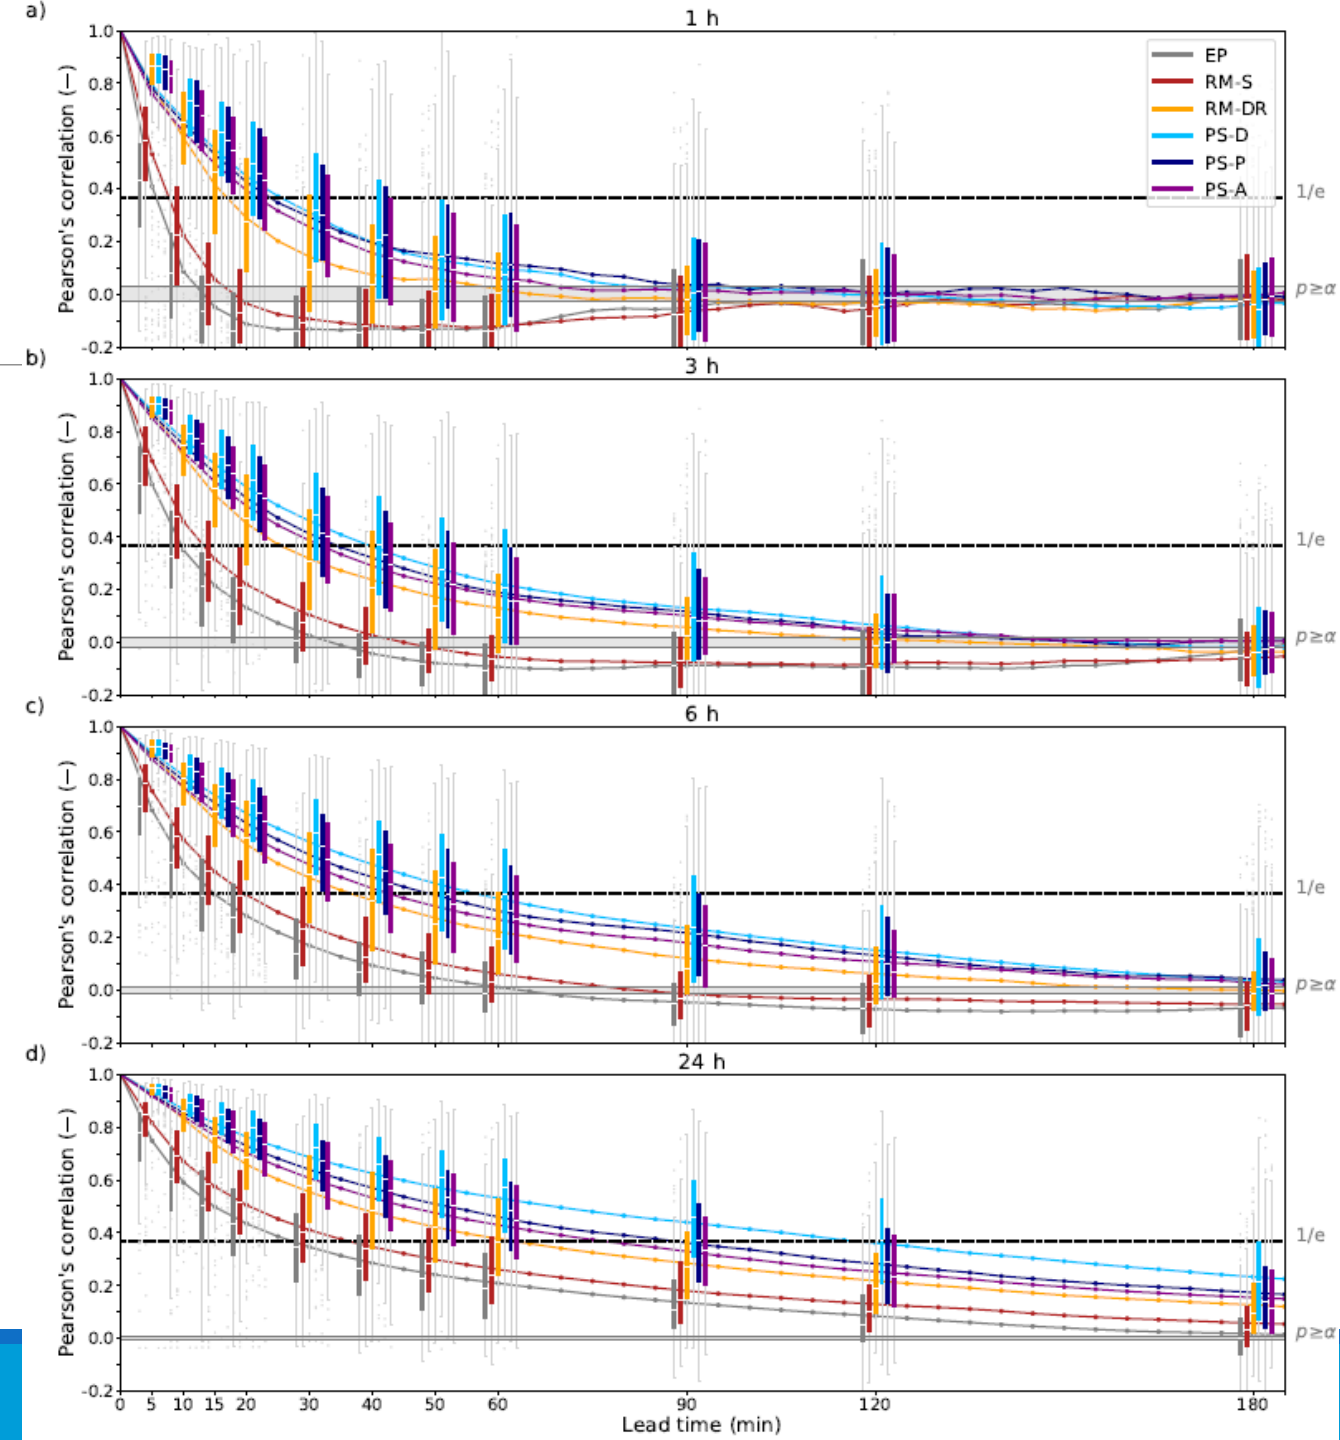 a)
1 h
1.0
0.8
0.6
0.4
0.2
0.0
-0.2
Pearson's correlation (—)
EP
RM-S
RM-DR
PS-D
PS-P
PS-A
1/e
p≥α
b)
3 h
1.0
0.8
0.6
0.4
0.2
0.0
-0.2
Pearson's correlation (—)
1/e
p≥α
c)
6 h
1.0
0.8
0.6
0.4
0.2
0.0
-0.2
Pearson's correlation (—)
1/e
p≥α
d)
24 h
1.0
0.8
0.6
0.4
0.2
0.0
-0.2
Pearson's correlation (—)
1/e
p≥α
0 5 10 15 20 30 40 50 60 90 120 180
Lead time (min)